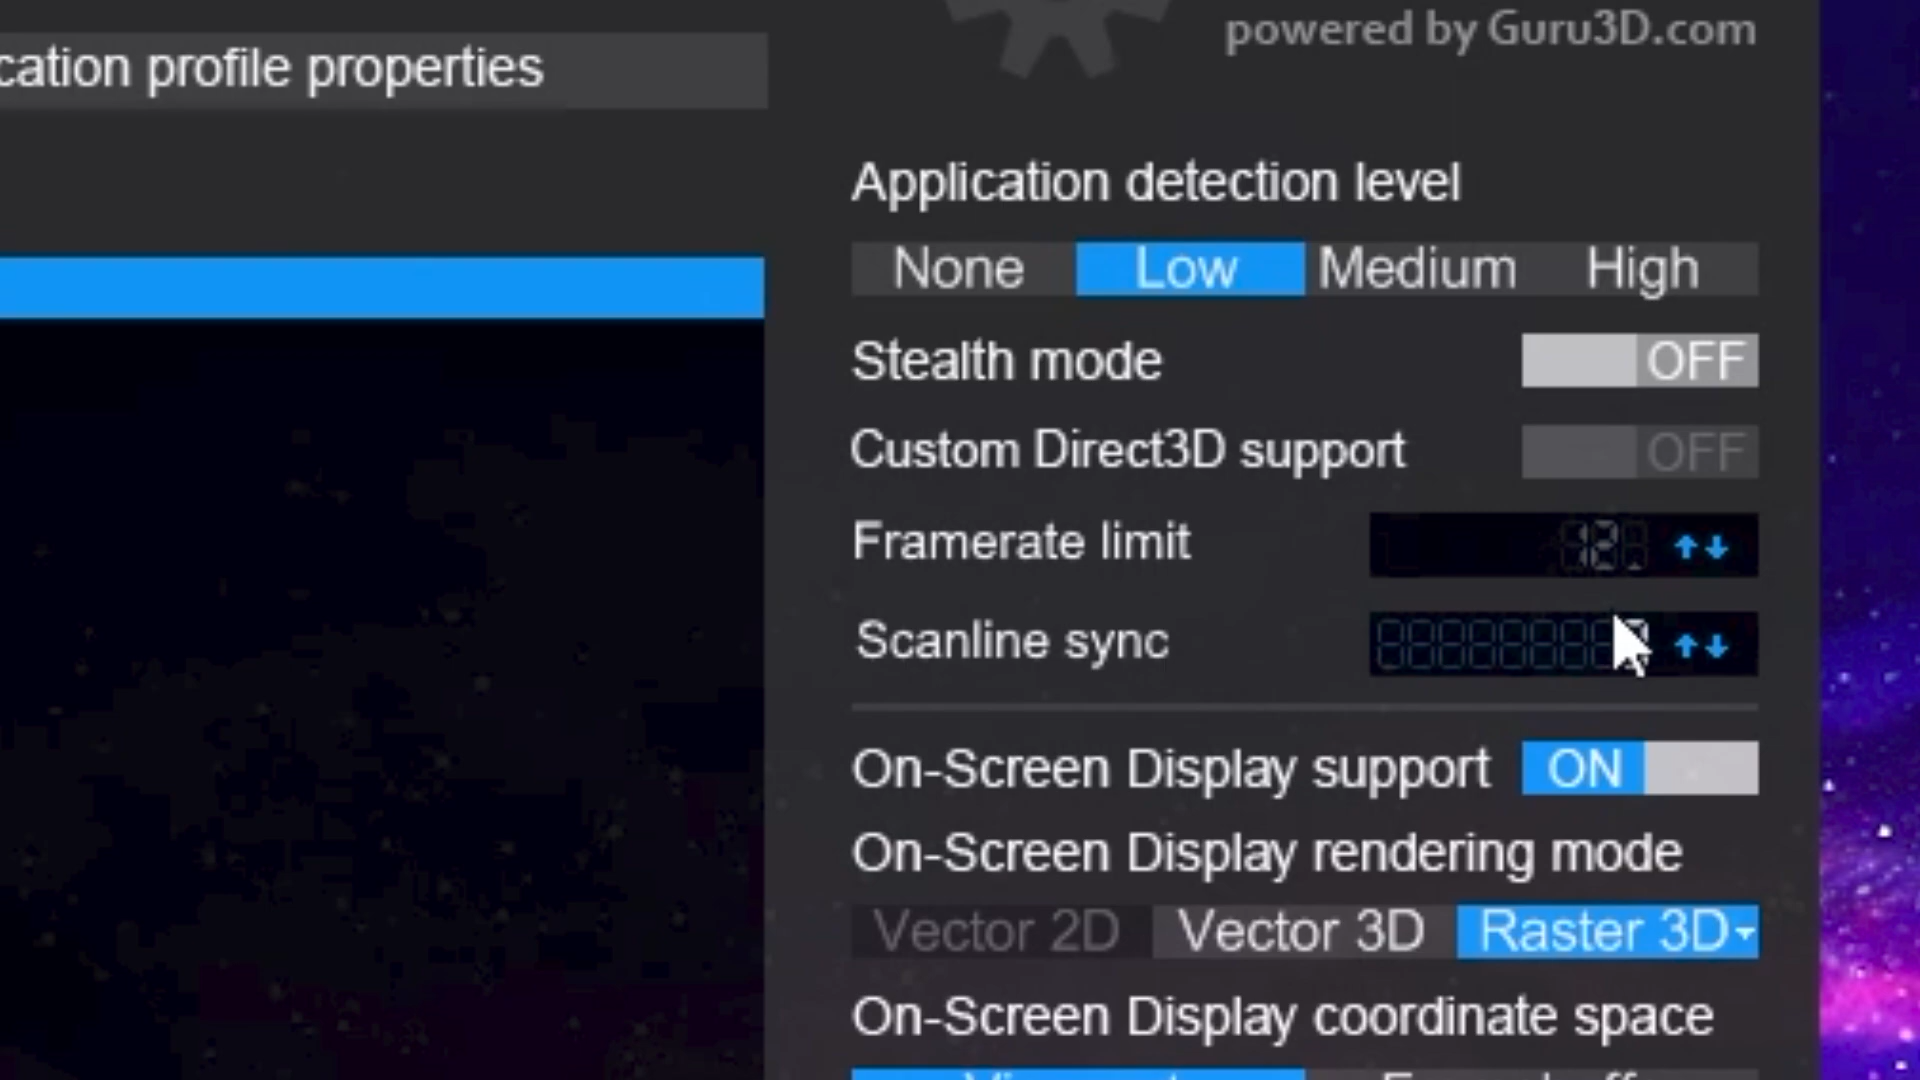 powered by Guru3D.com
cation profile properties
Application detection level
None Low Medium High
Stealth mode OFF
Custom Direct3D support OFF
Framerate limit
Scanline sync
On-Screen Display support ON
On-Screen Display rendering mode
Vector 2D Vector 3D Raster 3D
On-Screen Display coordinate space